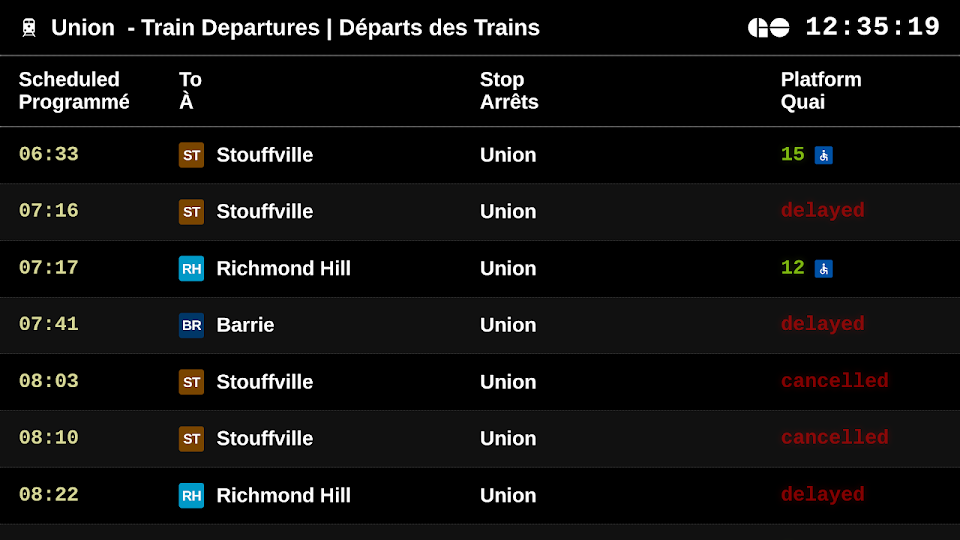 Union - Train Departures | Départs des Trains 12:35:19
Scheduled To Stop Platform
Programmé À Arrêts Quai
06:33 ST Stouffville Union 15
07:16 ST Stouffville Union delayed
07:17 RH Richmond Hill Union 12
07:41 BR Barrie Union delayed
08:03 ST Stouffville Union cancelled
08:10 ST Stouffville Union cancelled
08:22 RH Richmond Hill Union delayed